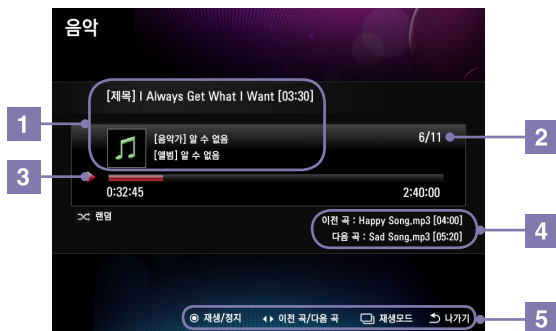 음악
[제목] I Always Get What I Want [03:30]
1
[음악가] 알 수 없음
6/11
2
[앨범] 알 수 없음
3
0:32:45
2:40:00
랜덤
이전 곡 : Happy Song.mp3 [04:00]
4
다음 곡 : Sad Song.mp3 [05:20]
재생/정지 이전 곡/다음 곡 재생모드 나가기
5